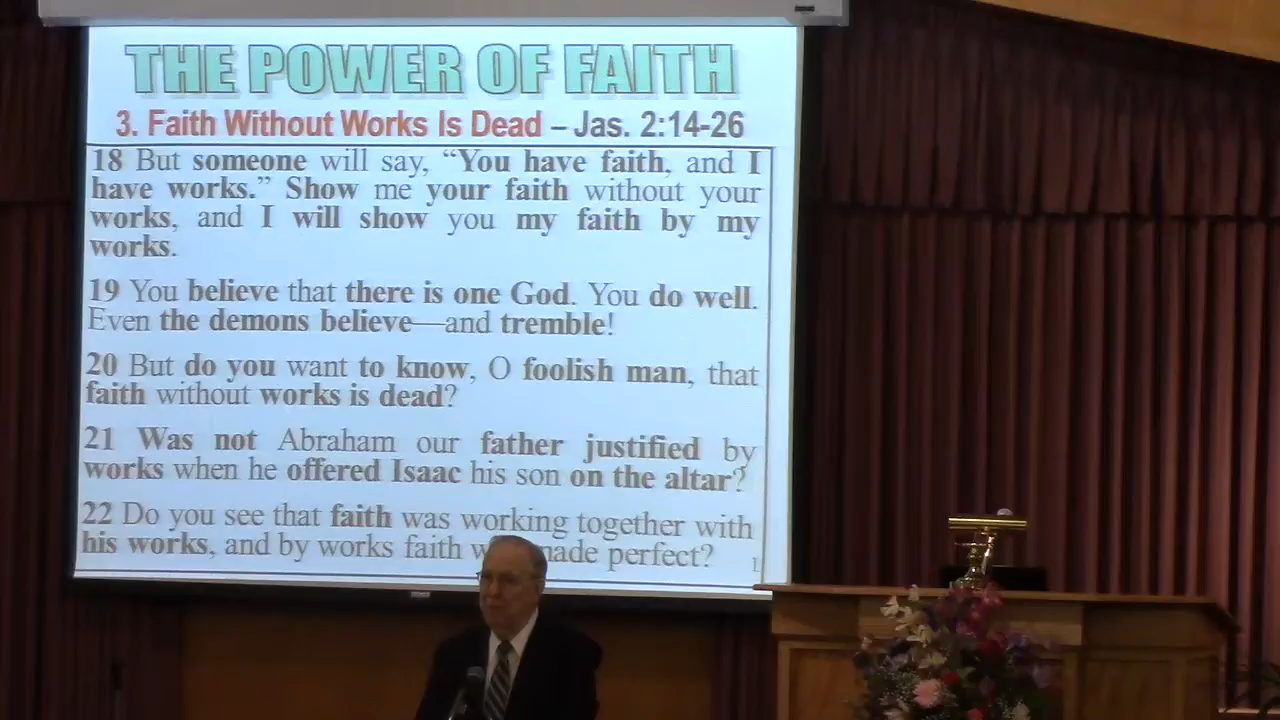 THE POWER OF FAITH
3. Faith Without Works Is Dead – Jas. 2:14-26
18 But someone will say, “You have faith, and I
have works.” Show me your faith without your
works, and I will show you my faith by my
works.
19 You believe that there is one God. You do well.
Even the demons believe—and tremble!
20 But do you want to know, O foolish man, that
faith without works is dead?
21 Was not Abraham our father justified by
works when he offered Isaac his son on the altar?
22 Do you see that faith was working together with
his works, and by works faith made perfect?